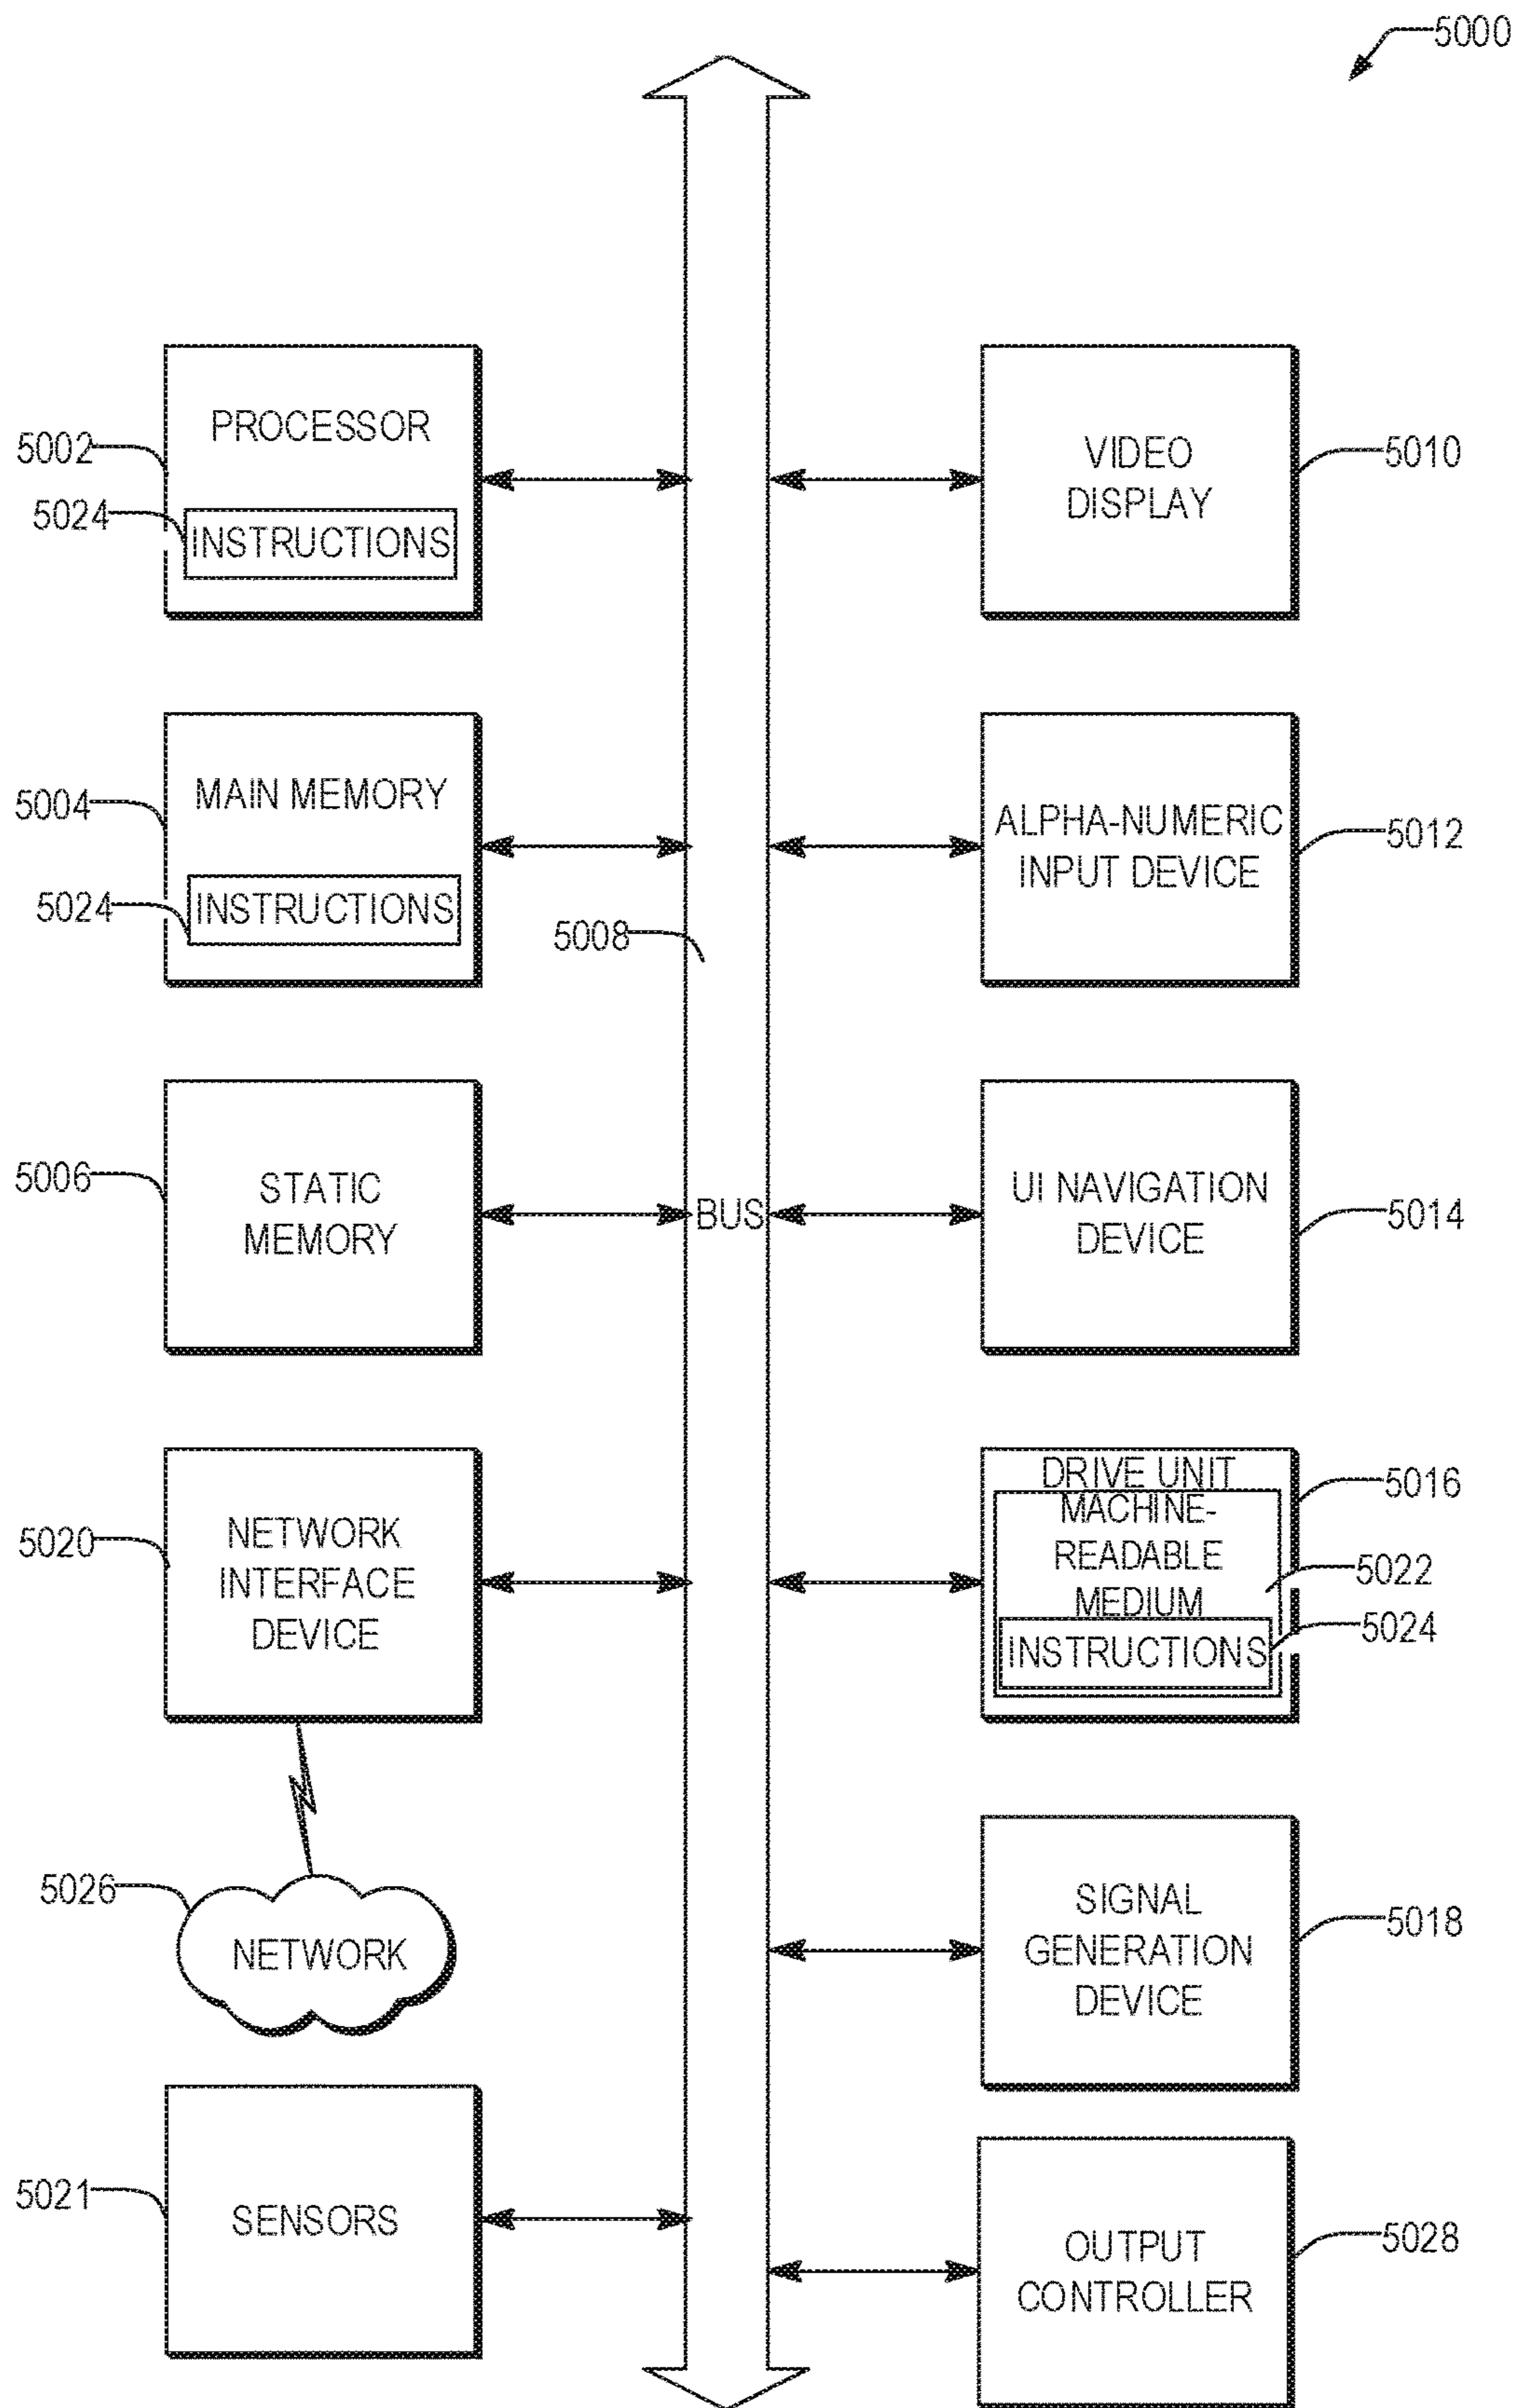 5000
PROCESSOR
5002
5024
INSTRUCTIONS
VIDEO
DISPLAY
5010
MAIN MEMORY
5004
5024
INSTRUCTIONS
5008
ALPHA-NUMERIC
INPUT DEVICE
5012
5006
STATIC
MEMORY
BUS
UI NAVIGATION
DEVICE
5014
5020
NETWORK
INTERFACE
DEVICE
DRIVE UNIT
5016
MACHINE-
READABLE
MEDIUM
5022
INSTRUCTIONS
5024
5026
NETWORK
SIGNAL
GENERATION
DEVICE
5018
5021
SENSORS
OUTPUT
CONTROLLER
5028